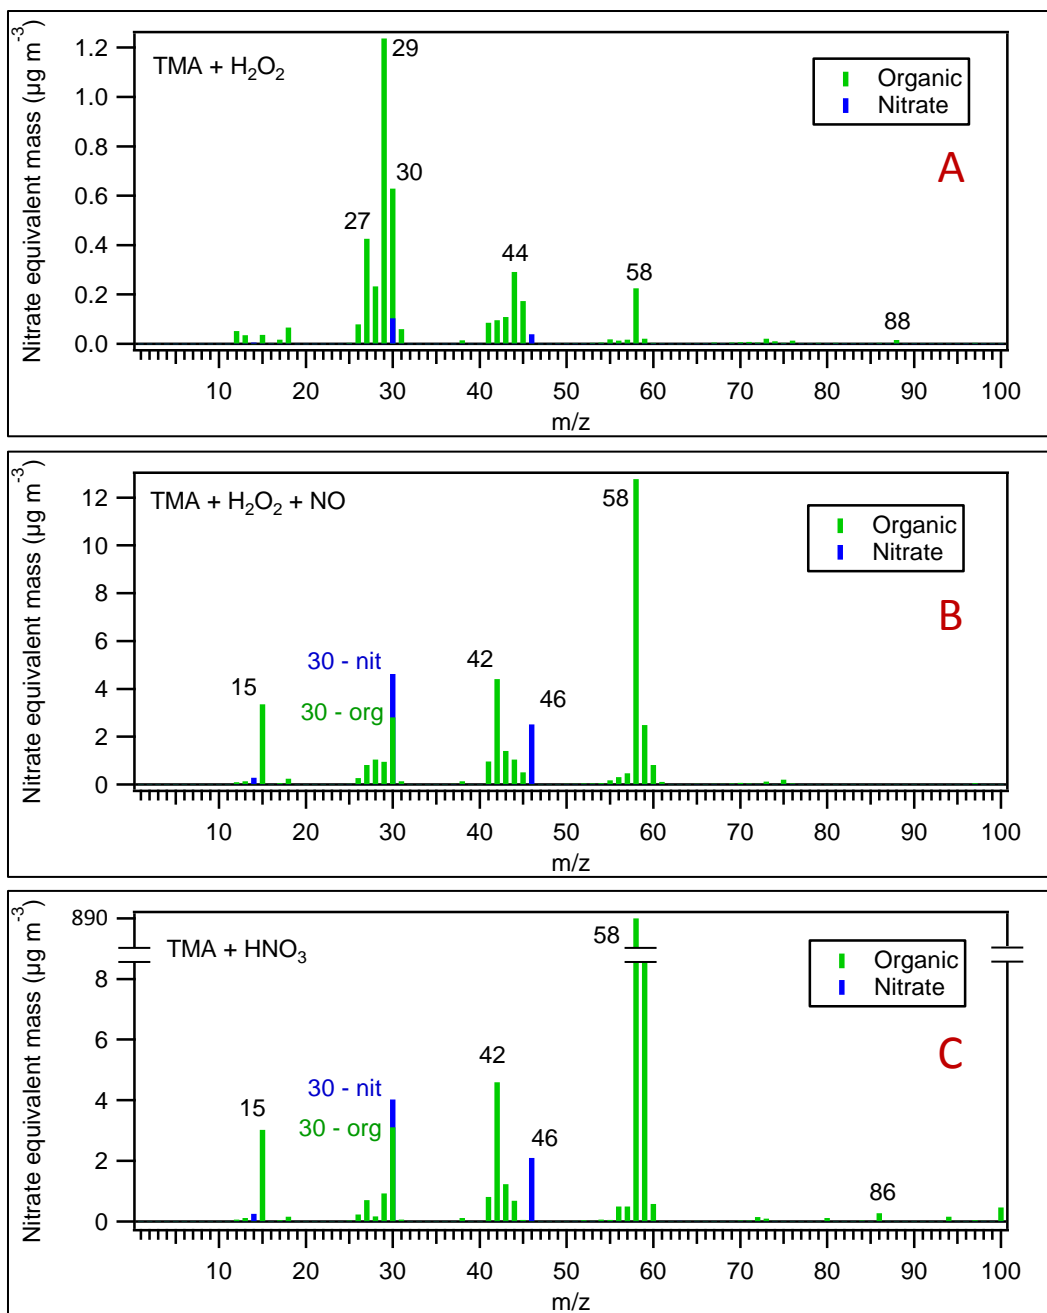 Nitrate equivalent mass (µg m⁻³)
1.2
1.0
0.8
0.6
0.4
0.2
0.0
TMA + H₂O₂
29
30
27
44
58
88
Organic
Nitrate
A
10 20 30 40 50 60 70 80 90 100
m/z
Nitrate equivalent mass (µg m⁻³)
12
10
8
6
4
2
0
TMA + H₂O₂ + NO
58
30 - nit
42
15
30 - org
46
Organic
Nitrate
B
10 20 30 40 50 60 70 80 90 100
m/z
Nitrate equivalent mass (µg m⁻³)
890
8
6
4
2
0
TMA + HNO₃
58
42
30 - nit
15
30 - org
46
86
Organic
Nitrate
C
10 20 30 40 50 60 70 80 90 100
m/z